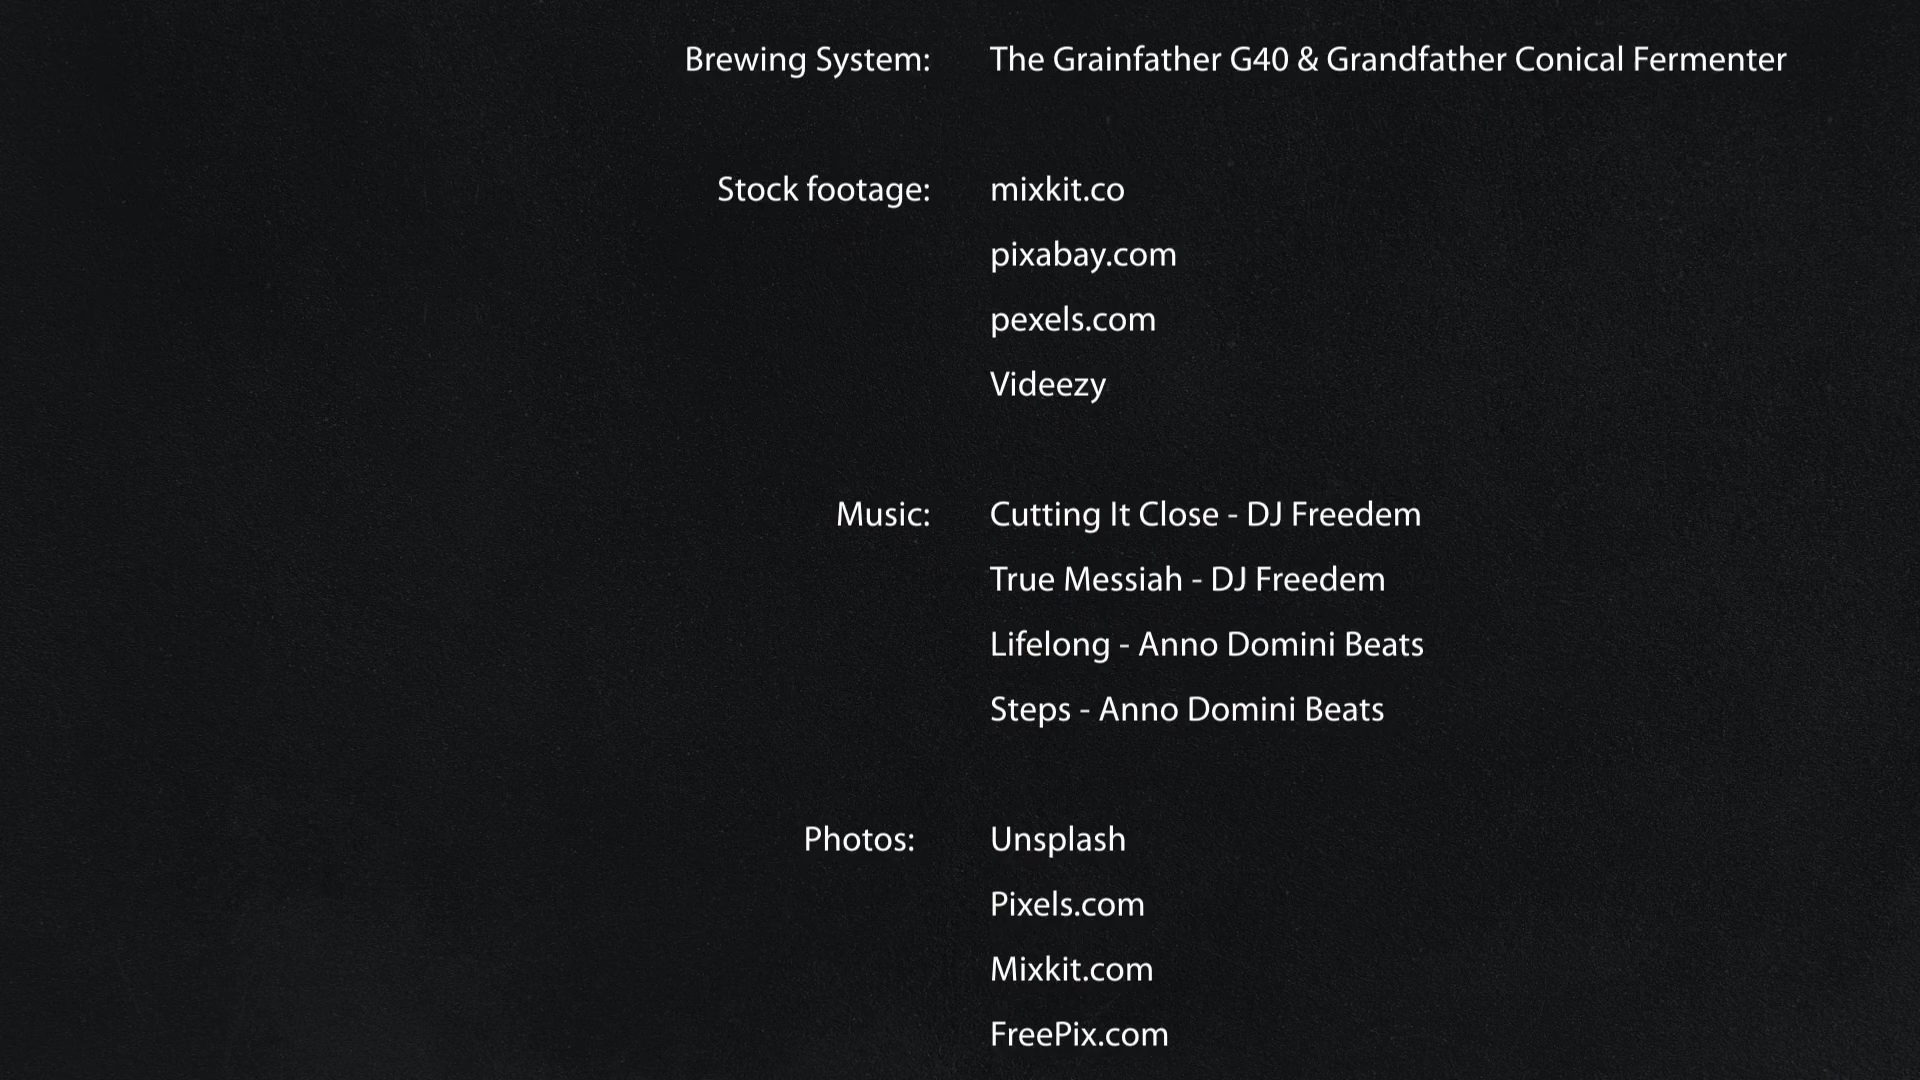 Brewing System: The Grainfather G40 & Grandfather Conical Fermenter
Stock footage: mixkit.co
pixabay.com
pexels.com
Videezy
Music: Cutting It Close - DJ Freedem
True Messiah - DJ Freedem
Lifelong - Anno Domini Beats
Steps - Anno Domini Beats
Photos: Unsplash
Pixels.com
Mixkit.com
FreePix.com